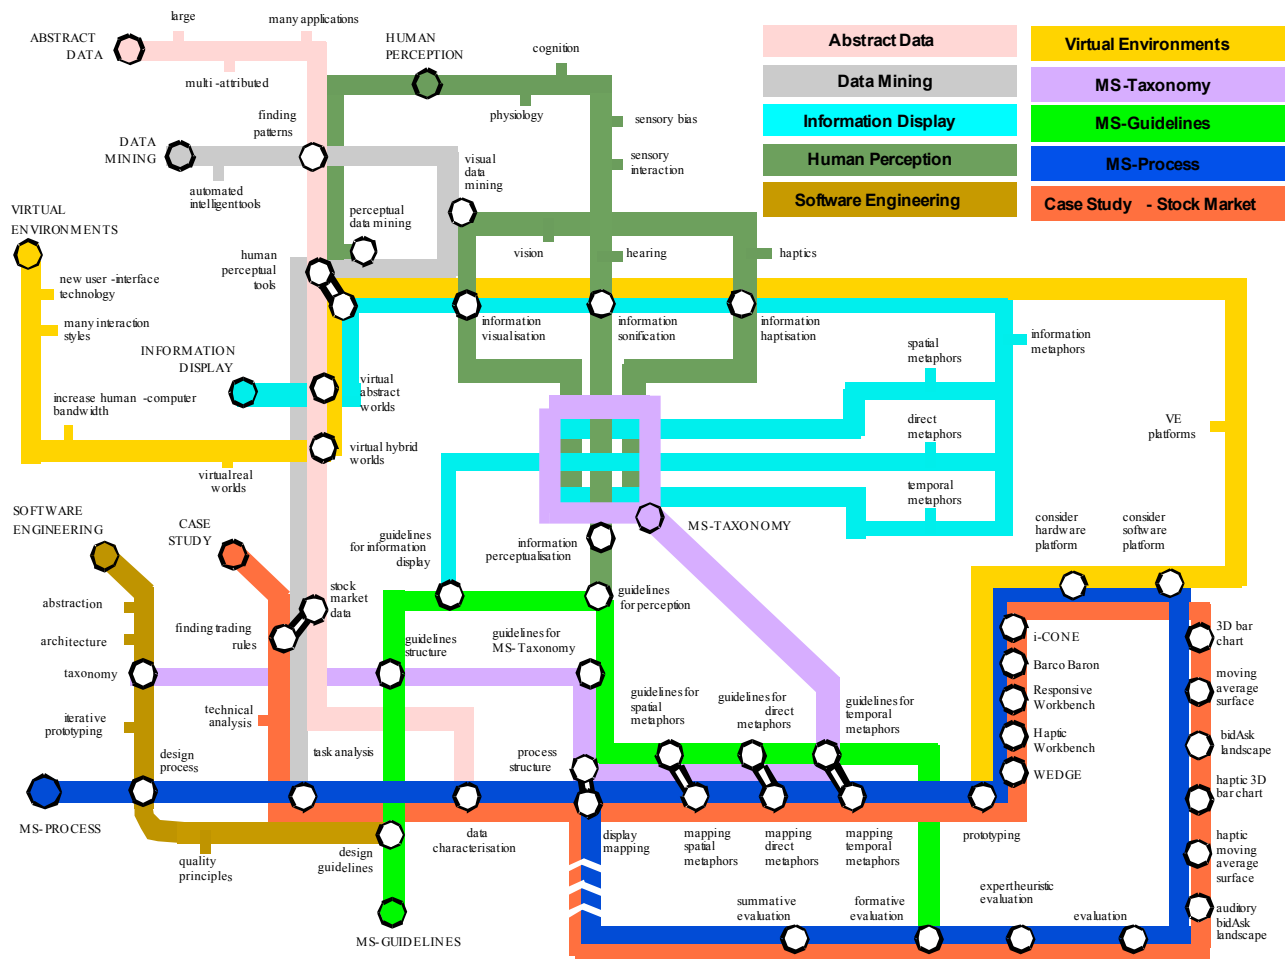 large
many applications
ABSTRACT
DATA
HUMAN
PERCEPTION
cognition
multi -attributed
physiology
sensory bias
sensory
interaction
Abstract Data
Data Mining
Information Display
Human Perception
Software Engineering
Virtual Environments
MS-Taxonomy
MS-Guidelines
MS-Process
Case Study - Stock Market
finding
patterns
DATA
MINING
automated
intelligent tools
visual
data
mining
perceptual
data mining
VIRTUAL
ENVIRONMENTS
human
perceptual
tools
vision
hearing
haptics
new user -interface
technology
many interaction
styles
information
visualisation
information
sonification
information
haptisation
information
metaphors
INFORMATION
DISPLAY
spatial
metaphors
virtual
abstract
worlds
increase human -computer
bandwidth
direct
metaphors
VE
platforms
virtual hybrid
worlds
virtual real
worlds
temporal
metaphors
SOFTWARE
ENGINEERING
CASE
STUDY
guidelines
for information
display
information
perceptualisation
MS-TAXONOMY
consider
hardware
platform
consider
software
platform
abstraction
architecture
taxonomy
iterative
prototyping
stock
market
data
finding trading
rules
guidelines
for perception
guidelines
structure
guidelines for
MS- Taxonomy
i-CONE
Barco Baron
Responsive
Workbench
Haptic
Workbench
WEDGE
3D bar
chart
moving
average
surface
bidAsk
landscape
haptic 3D
bar chart
haptic
moving
average
surface
auditory
bidAsk
landscape
technical
analysis
guidelines for
spatial
metaphors
guidelines for
direct
metaphors
guidelines for
temporal
metaphors
design
process
task analysis
process
structure
MS-PROCESS
quality
principles
design
guidelines
data
characterisation
display
mapping
mapping
spatial
metaphors
mapping
direct
metaphors
mapping
temporal
metaphors
prototyping
MS-GUIDELINES
summative
evaluation
formative
evaluation
expert heuristic
evaluation
evaluation